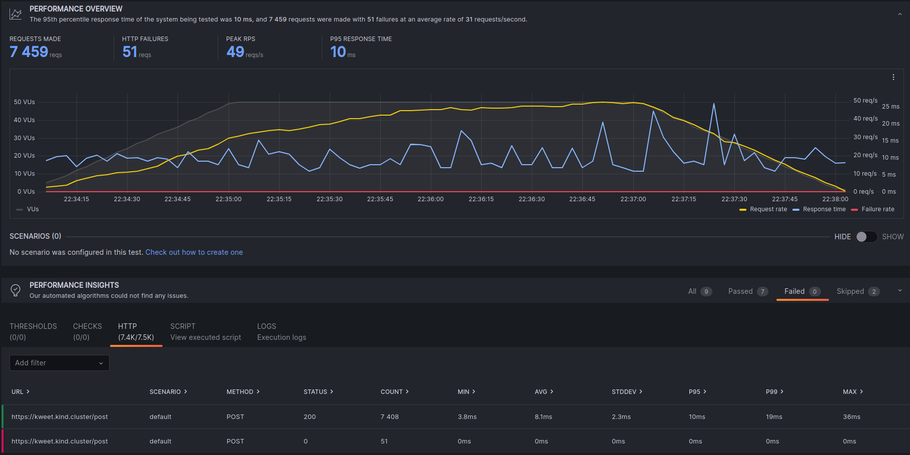 PERFORMANCE OVERVIEW
The 95th percentile response time of the system being tested was 10 ms, and 7 459 requests were made with 51 failures at an average rate of 31 requests/second.
REQUESTS MADE HTTP FAILURES PEAK RPS P95 RESPONSE TIME
7 459 reqs 51 reqs 49 reqs/s 10 ms
50 VUs 50 req/s 25 ms
40 VUs 40 req/s 20 ms
30 VUs 30 req/s 15 ms
20 VUs 20 req/s 10 ms
10 VUs 10 req/s 5 ms
0 VUs 0 req/s 0 ms
22:34:15 22:34:30 22:34:45 22:35:00 22:35:15 22:35:30 22:35:45 22:36:00 22:36:15 22:36:30 22:36:45 22:37:00 22:37:15 22:37:30 22:37:45 22:38:00
VUs Request rate Response time Failure rate
SCENARIOS (0) HIDE SHOW
No scenario was configured in this test. Check out how to create one
PERFORMANCE INSIGHTS
Our automated algorithms could not find any issues.
All 9 Passed 7 Failed 0 Skipped 2
THRESHOLDS CHECKS HTTP SCRIPT LOGS
(0/0) (0/0) (7.4K/7.5K) View executed script Execution logs
Add filter
URL SCENARIO METHOD STATUS COUNT MIN AVG STDDEV P95 P99 MAX
https://kweet.kind.cluster/post default POST 200 7 408 3.8ms 8.1ms 2.3ms 10ms 19ms 36ms
https://kweet.kind.cluster/post default POST 0 51 0ms 0ms 0ms 0ms 0ms 0ms